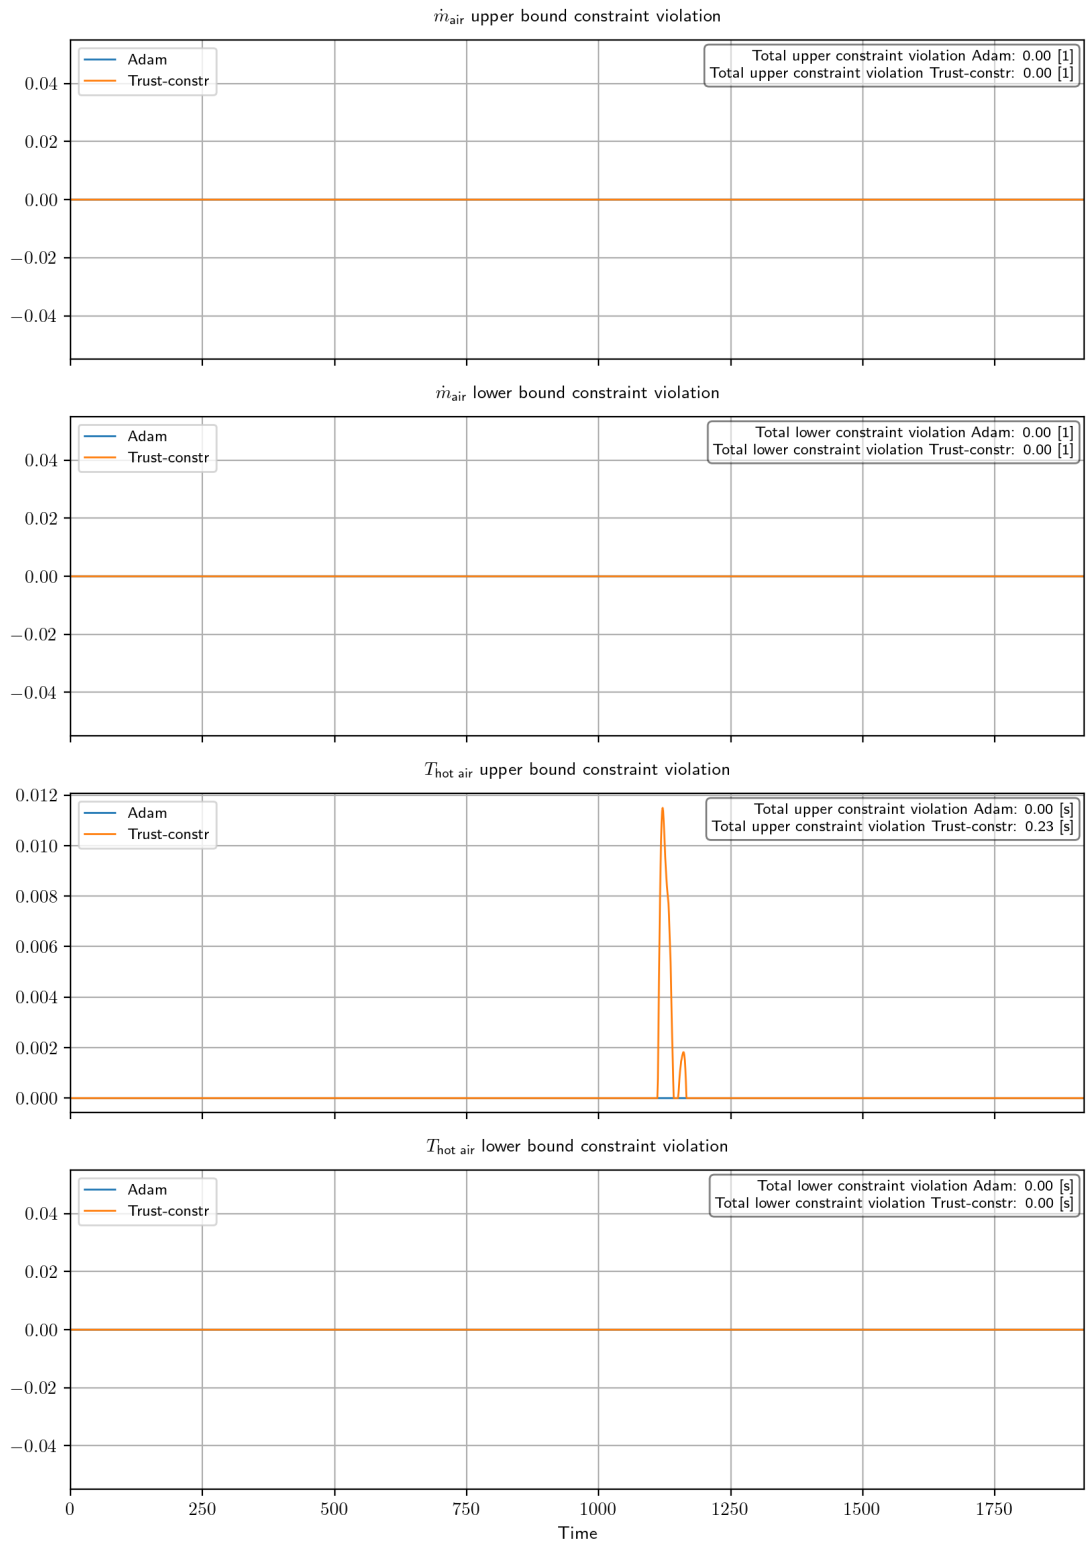 ṁair upper bound constraint violation
Adam
Trust-constr
Total upper constraint violation Adam: 0.00 [1]
Total upper constraint violation Trust-constr: 0.00 [1]
0.04
0.02
0.00
−0.02
−0.04
ṁair lower bound constraint violation
Adam
Trust-constr
Total lower constraint violation Adam: 0.00 [1]
Total lower constraint violation Trust-constr: 0.00 [1]
0.04
0.02
0.00
−0.02
−0.04
Thot air upper bound constraint violation
Adam
Trust-constr
Total upper constraint violation Adam: 0.00 [s]
Total upper constraint violation Trust-constr: 0.23 [s]
0.012
0.010
0.008
0.006
0.004
0.002
0.000
Thot air lower bound constraint violation
Adam
Trust-constr
Total lower constraint violation Adam: 0.00 [s]
Total lower constraint violation Trust-constr: 0.00 [s]
0.04
0.02
0.00
−0.02
−0.04
0 250 500 750 1000 1250 1500 1750
Time